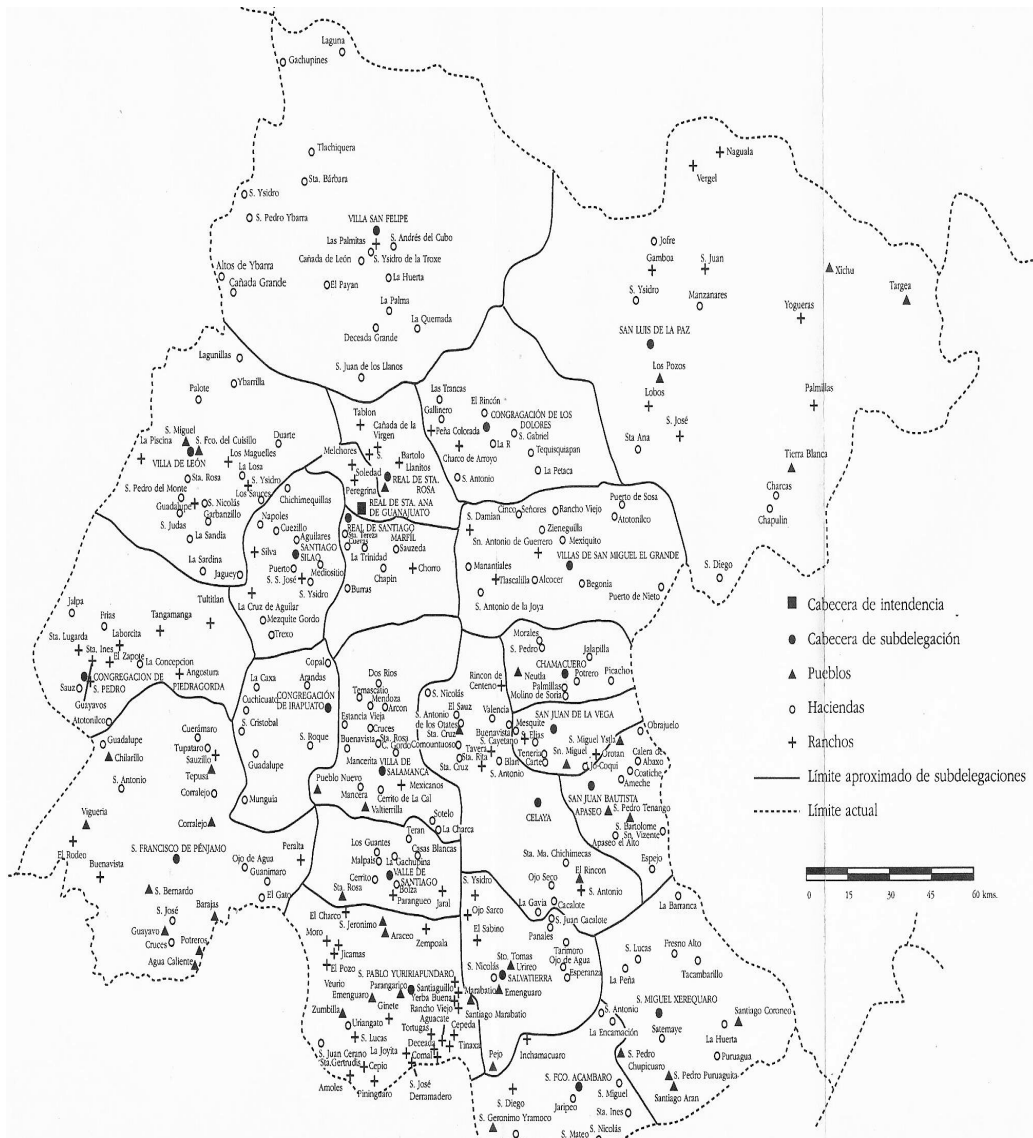 Laguna
Gachupines
Tlachiquera
Sta. Bárbara
S. Ysidro
S. Pedro Ybarra
VILLA SAN FELIPE
Las Palmitas
S. Andrés del Cubo
Cañada de León
S. Ysidro de la Troxe
El Payan
La Huerta
Altos de Ybarra
Cañada Grande
La Palma
La Quemada
Deceada Grande
S. Juan de los Llanos
Naguala
Vergel
Jofre
Gamboa
S. Juan
S. Ysidro
Manzanares
Xichu
Targea
Yogueras
SAN LUIS DE LA PAZ
Los Pozos
Lobos
Palmillas
S. José
Sta Ana
Tierra Blanca
Charcas
Chapulin
S. Diego
Lagunillas
Ybarrilla
Palote
S. Miguel
La Piscina
S. Fco. del Cuisillo
Duarte
Los Maguelles
VILLA DE LEÓN
La Losa
Sta. Rosa
S. Ysidro
S. Pedro del Monte
Los Sauces
Guadalupe
S. Nicolás
Garbanzillo
S. Judas
La Sandia
La Sardina
Jaguey
Chichimequillas
Napoles
Cuezillo
Aguilares
SANTIAGO
SILAO
Silva
Puerto
Mediositio
S. S. José
S. Ysidro
La Cruz de Aguilar
Mezquite Gordo
Trexo
Tablon
Cañada de la
Virgen
Melchores
S.
Bartolo
Llanitos
Soledad
Peregrina
REAL DE STA.
ROSA
REAL DE STA. ANA
DE GUANAJUATO
REAL DE SANTIAGO
MARFIL
Sta. Tereza
Cuevas
La Trinidad
Sauzeda
Chapin
Chorro
Burras
Las Trancas
El Rincón
Gallinero
CONGRAGACIÓN DE LOS
DOLORES
Peña Colorada
S. Gabriel
La R
Charco de Arroyo
Tequisquiapan
La Petaca
S. Antonio
Puerto de Sosa
Cinco Señores
Rancho Viejo
Atotonilco
S. Damian
Zieneguilla
Sn. Antonio de Guerrero
Mexiquito
VILLAS DE SAN MIGUEL EL GRANDE
Manantiales
Tlascalilla
Alcocer
Begonia
Puerto de Nieto
S. Antonio de la Joya
Tultitlan
Jalpa
Frias
Tangamanga
Sta. Lugarda
Laborcita
Sta. Ines
El Zapote
La Concepcion
Angostura
CONGREGACION DE
PIEDRAGORDA
Sauz
S. PEDRO
Guayavos
Atotonilco
Guadalupe
Chilarillo
S. Antonio
Cuerámaro
Tupataro
Sauzillo
Tepusa
Corralejo
Corralejo
Vigueria
El Rodeo
Buenavista
S. FRANCISCO DE PÉNJAMO
Ojo de Agua
Guanimaro
El Gato
Peralta
S. Bernardo
S. José
Barajas
Guayavo
Cruces
Potreros
Agua Caliente
Copal
La Caxa
Agandas
Cuchicuato
CONGREGACIÓN
DE IRAPUATO
S. Cristobal
S. Roque
Guadalupe
Munguia
Dos Rios
Temascatio
Mendoza
Arcon
Estancia Vieja
Cruces
Buenavista
Sta. Rosa
C. Gordo
Mancerita
VILLA DE
SALAMANCA
Pueblo Nuevo
Mexicanos
Mancera
Cerrito de La Cal
Valtierrilla
Sotelo
La Charca
S. Nicolás
Rincon de
Centeno
El Sauz
S. Antonio
de los Otates
Valencia
Sta. Cruz
Buenavista
Comountuoso
S. Cayetano
Tavera
Sta. Rita
Sta. Cruz
S. Antonio
Blan
Mesquite
S. Elias
Teneria
Carte
SAN JUAN DE LA VEGA
S. Miguel Ystla
Orotan
Sn. Miguel
Jo-Coqui
Morales
S. Pedro
Jalapilla
Neutla
CHAMACUERO
Palmillas
Picachos
Molino de Soria
Obrajuelo
Calera de
Abaxo
Coatiche
Ameche
SAN JUAN BAUTISTA
APASEO
S. Pedro Tenango
S. Bartolome
Sn. Vizente
Apaseo el Alto
Espejo
CELAYA
Sta. Ma. Chichimecas
El Rincon
Ojo Seco
S. Antonio
La Gavia
Cacalote
S. Juan Cacalote
Panales
Teran
Los Guantes
Casas Blancas
Malpais
La Gachupina
Cerrito
VALLE DE
SANTIAGO
Sta. Rosa
Bolza
Parangueo
Jaral
El Charco
S. Jeronimo
Moro
Araceo
Zempoala
Jicamas
El Pozo
S. PABLO YURIRIAPUNDARO
Veurio
Parangarico
Santiaguillo
Emenguaro
Yerba Buena
Zumbilla
Ginete
Rancho Viejo
Uriangato
Aguacate
S. Lucas
Tortugas
Cepeda
S. Juan Cerano
La Joyita
Deceada
Tinaxa
Sta.Gertrudis
Comal
Cepio
Amoles
Piringuaro
S. José
Derramadero
S. Ysidro
Ojo Sarco
El Sabino
Sto. Tomas
Urireo
S. Nicolás
SALVATIERRA
Emenguaro
Marabatio
Santiago Marabatio
Tarimoro
Ojo de Agua
Esperanza
La Barranca
S. Lucas
Fresno Alto
La Peña
Tacambarillo
S. MIGUEL XEREQUARO
S. Antonio
La Encarnación
Satemaye
Santiago Coroneo
La Huerta
Puruagua
Pejo
Inchamacuaro
S. Pedro
Chupicuaro
S. FCO. ACAMBARO
S. Pedro Puruaguita
S. Miguel
Santiago Aran
S. Diego
Jaripeo
Sta. Ines
S. Geronimo Yramoco
S. Mateo
S. Nicolás
Cabecera de intendencia
Cabecera de subdelegación
Pueblos
Haciendas
Ranchos
Límite aproximado de subdelegaciones
Límite actual
0 15 30 45 60 kms.